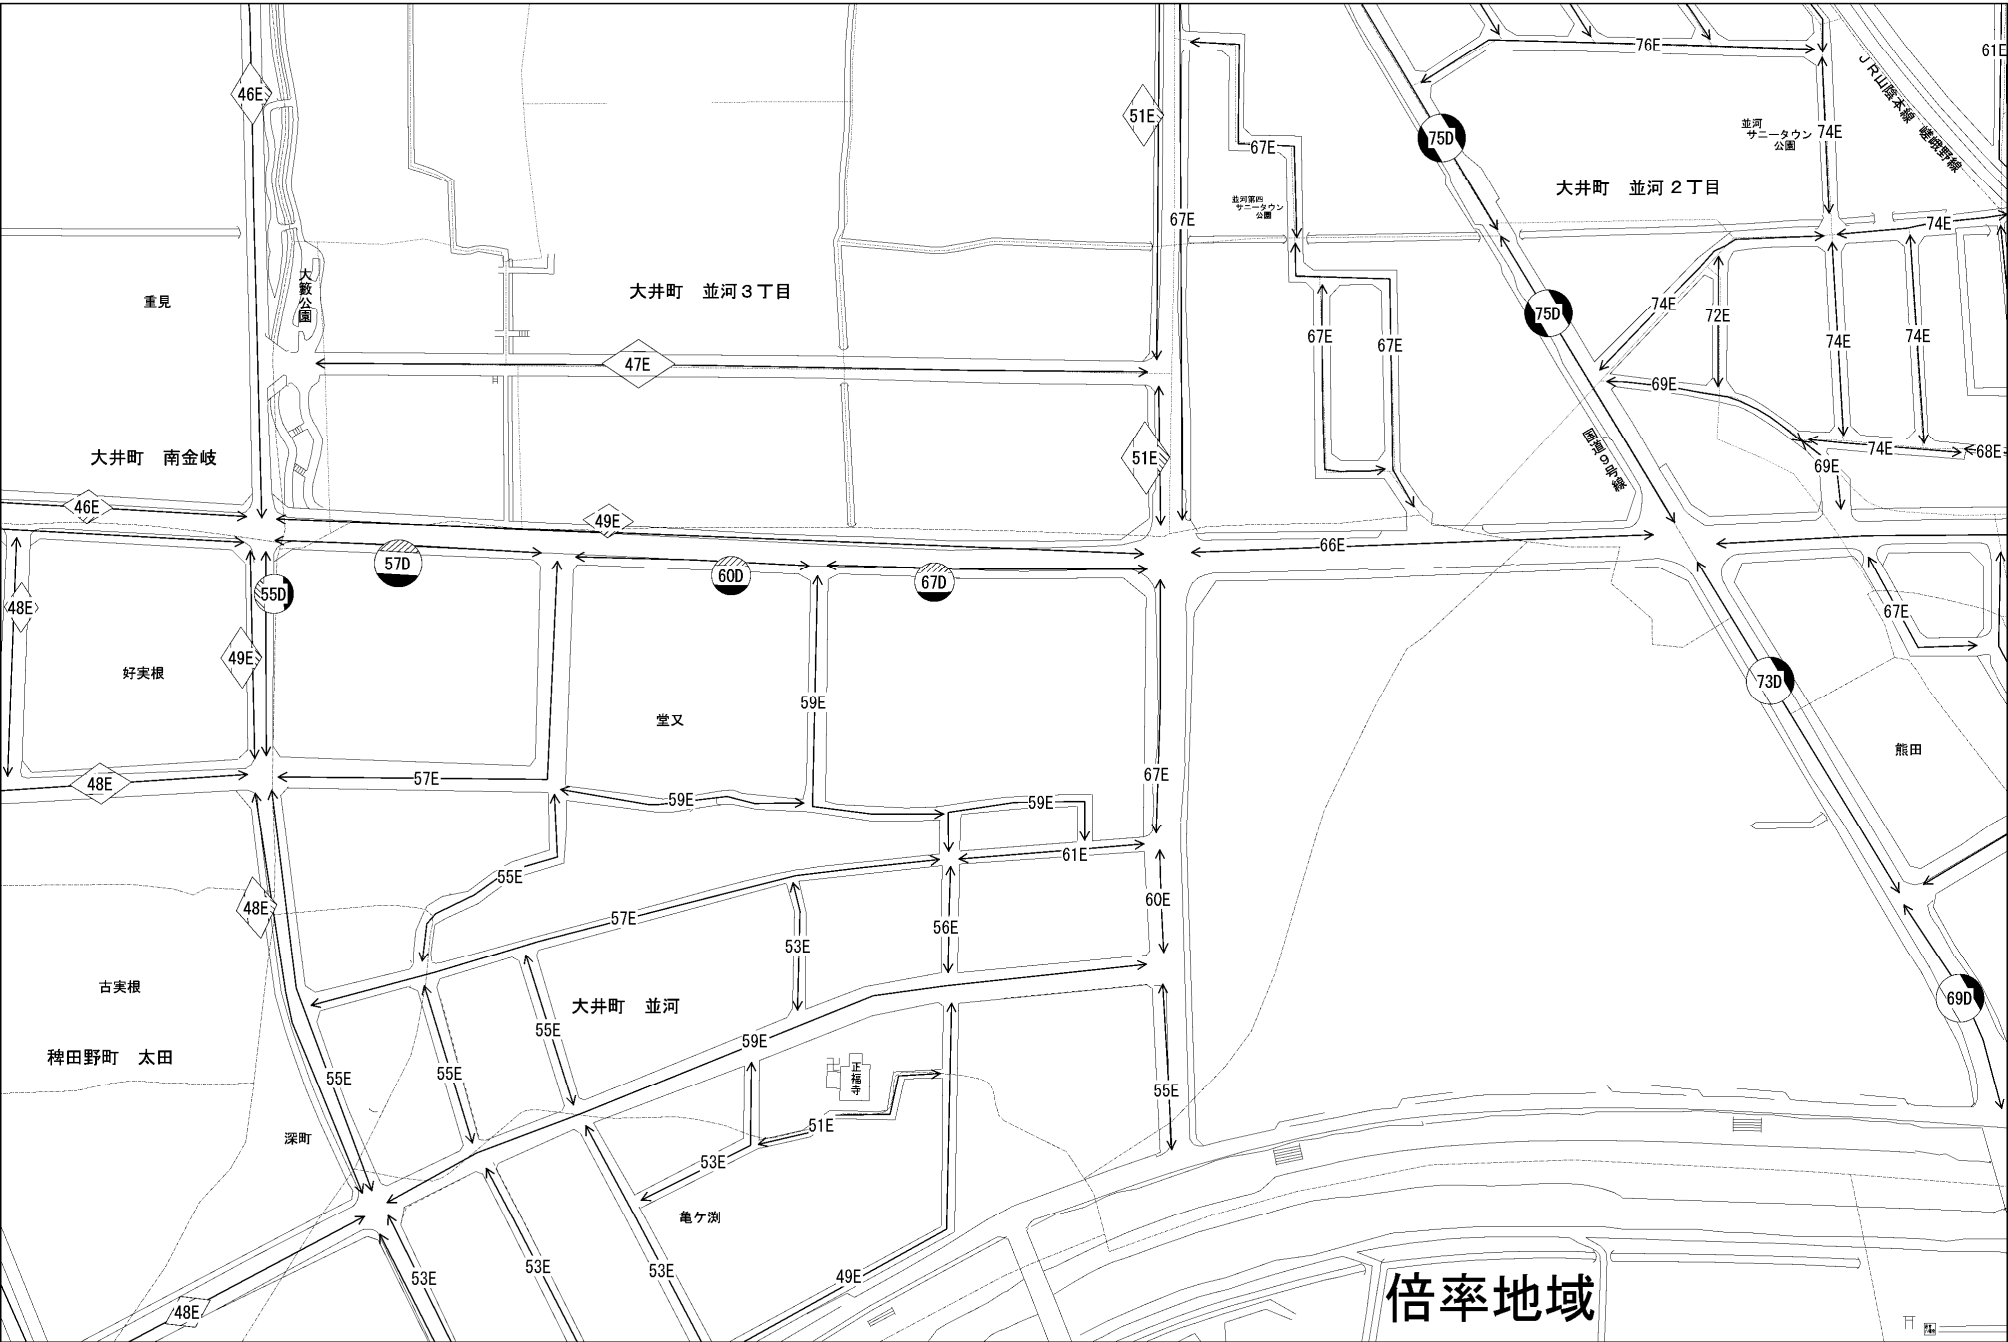 46E
51E
76E
61E
ＪＲ山陰本線　嵯峨野線
75D
並河
サニータウン
公園
74E
67E
大井町　並河２丁目
並河第四
サニータウン
公園
67E
74E
大藪公園
重見
大井町　並河３丁目
75D
74E
72E
67E
67E
74E
74E
47E
69E
国道９号線
大井町　南金岐
51E
74E
68E
69E
46E
49E
66E
57D
60D
67D
55D
48E
67E
49E
好実根
59E
堂又
73D
熊田
48E
57E
67E
59E
59E
61E
55E
48E
57E
60E
56E
53E
古実根
大井町　並河
69D
55E
59E
稗田野町　太田
55E
55E
正福寺
55E
51E
深町
53E
亀ケ渕
53E
53E
53E
49E
48E
倍率地域